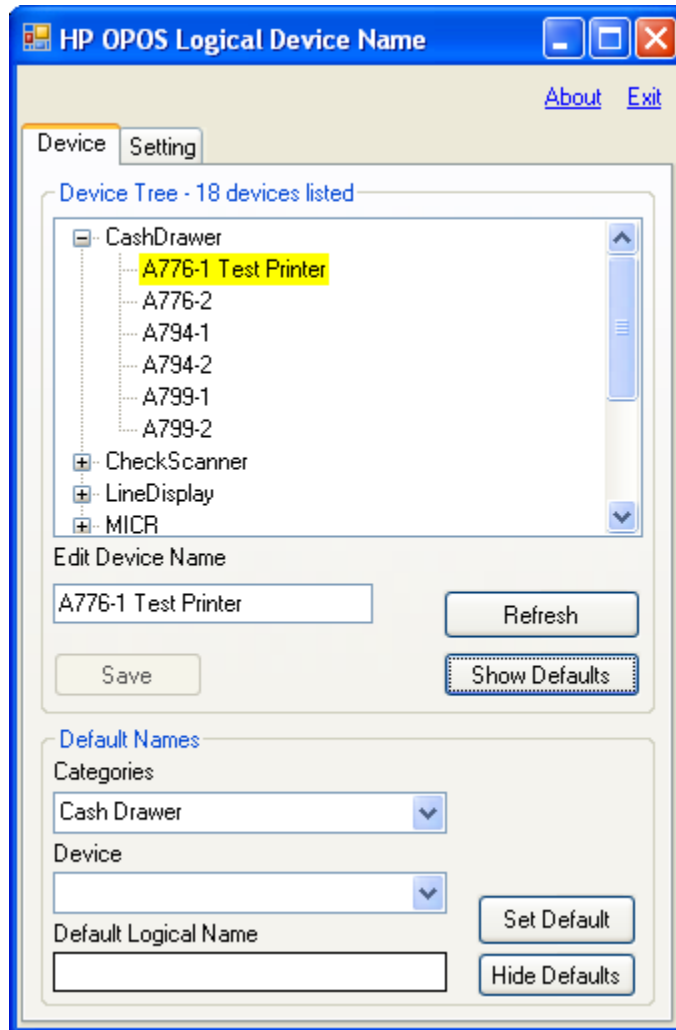 HP OPOS Logical Device Name
About Exit
Device Setting
Device Tree - 18 devices listed
CashDrawer
A776-1 Test Printer
A776-2
A794-1
A794-2
A799-1
A799-2
CheckScanner
LineDisplay
MICR
Edit Device Name
A776-1 Test Printer
Refresh
Save
Show Defaults
Default Names
Categories
Cash Drawer
Device
Set Default
Default Logical Name
Hide Defaults